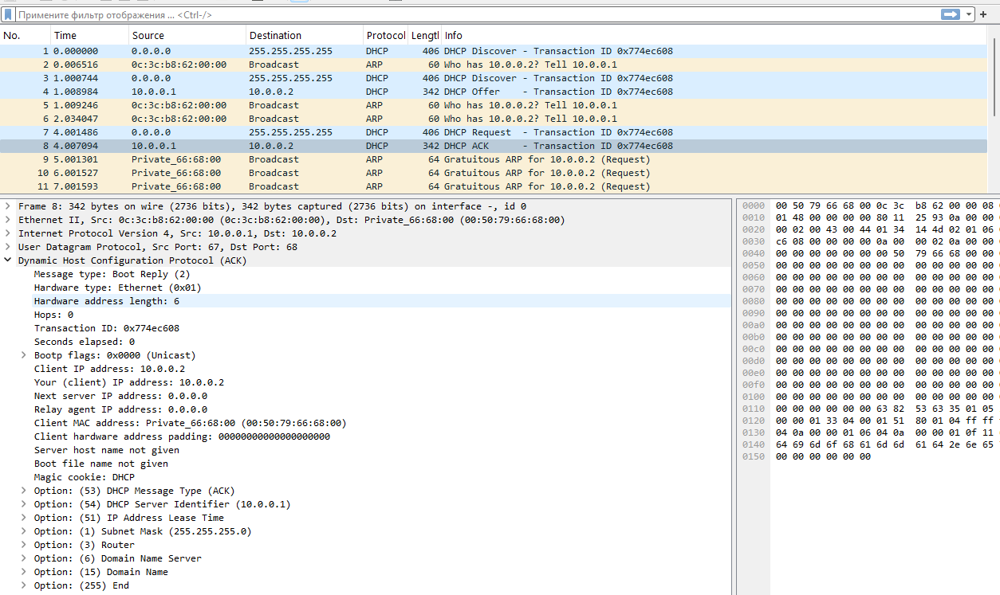 Примените фильтр отображения ... <Ctrl-/>
No. Time Source Destination Protocol Lengtl Info
1 0.000000 0.0.0.0 255.255.255.255 DHCP 406 DHCP Discover - Transaction ID 0x774ec608
2 0.006516 0c:3c:b8:62:00:00 Broadcast ARP 60 Who has 10.0.0.2? Tell 10.0.0.1
3 1.000744 0.0.0.0 255.255.255.255 DHCP 406 DHCP Discover - Transaction ID 0x774ec608
4 1.008984 10.0.0.1 10.0.0.2 DHCP 342 DHCP Offer - Transaction ID 0x774ec608
5 1.009246 0c:3c:b8:62:00:00 Broadcast ARP 60 Who has 10.0.0.2? Tell 10.0.0.1
6 2.034047 0c:3c:b8:62:00:00 Broadcast ARP 60 Who has 10.0.0.2? Tell 10.0.0.1
7 4.001486 0.0.0.0 255.255.255.255 DHCP 406 DHCP Request - Transaction ID 0x774ec608
8 4.007094 10.0.0.1 10.0.0.2 DHCP 342 DHCP ACK - Transaction ID 0x774ec608
9 5.001301 Private_66:68:00 Broadcast ARP 64 Gratuitous ARP for 10.0.0.2 (Request)
10 6.001527 Private_66:68:00 Broadcast ARP 64 Gratuitous ARP for 10.0.0.2 (Request)
11 7.001593 Private_66:68:00 Broadcast ARP 64 Gratuitous ARP for 10.0.0.2 (Request)
Frame 8: 342 bytes on wire (2736 bits), 342 bytes captured (2736 bits) on interface -, id 0
Ethernet II, Src: 0c:3c:b8:62:00:00 (0c:3c:b8:62:00:00), Dst: Private_66:68:00 (00:50:79:66:68:00)
Internet Protocol Version 4, Src: 10.0.0.1, Dst: 10.0.0.2
User Datagram Protocol, Src Port: 67, Dst Port: 68
Dynamic Host Configuration Protocol (ACK)
Message type: Boot Reply (2)
Hardware type: Ethernet (0x01)
Hardware address length: 6
Hops: 0
Transaction ID: 0x774ec608
Seconds elapsed: 0
Bootp flags: 0x0000 (Unicast)
Client IP address: 10.0.0.2
Your (client) IP address: 10.0.0.2
Next server IP address: 0.0.0.0
Relay agent IP address: 0.0.0.0
Client MAC address: Private_66:68:00 (00:50:79:66:68:00)
Client hardware address padding: 00000000000000000000
Server host name not given
Boot file name not given
Magic cookie: DHCP
Option: (53) DHCP Message Type (ACK)
Option: (54) DHCP Server Identifier (10.0.0.1)
Option: (51) IP Address Lease Time
Option: (1) Subnet Mask (255.255.255.0)
Option: (3) Router
Option: (6) Domain Name Server
Option: (15) Domain Name
Option: (255) End
0000 00 50 79 66 68 00 0c 3c b8 62 00 00 08
0010 01 48 00 00 00 00 80 11 25 93 0a 00 00
0020 00 02 00 43 00 44 01 34 14 4d 02 01 06
0030 c6 08 00 00 00 00 0a 00 00 02 0a 00 00
0040 00 00 00 00 00 00 00 50 79 66 68 00 00
0050 00 00 00 00 00 00 00 00 00 00 00 00 00
0060 00 00 00 00 00 00 00 00 00 00 00 00 00
0070 00 00 00 00 00 00 00 00 00 00 00 00 00
0080 00 00 00 00 00 00 00 00 00 00 00 00 00
0090 00 00 00 00 00 00 00 00 00 00 00 00 00
00a0 00 00 00 00 00 00 00 00 00 00 00 00 00
00b0 00 00 00 00 00 00 00 00 00 00 00 00 00
00c0 00 00 00 00 00 00 00 00 00 00 00 00 00
00d0 00 00 00 00 00 00 00 00 00 00 00 00 00
00e0 00 00 00 00 00 00 00 00 00 00 00 00 00
00f0 00 00 00 00 00 00 00 00 00 00 00 00 00
0100 00 00 00 00 00 00 00 00 00 00 00 00 00
0110 00 00 00 00 00 00 63 82 53 63 35 01 05
0120 00 00 01 33 04 00 01 51 80 01 04 ff ff
0130 04 0a 00 00 01 06 04 0a 00 00 01 0f 11
0140 64 69 6d 6f 68 61 6d 6d 61 64 2e 6e 65
0150 00 00 00 00 00 00